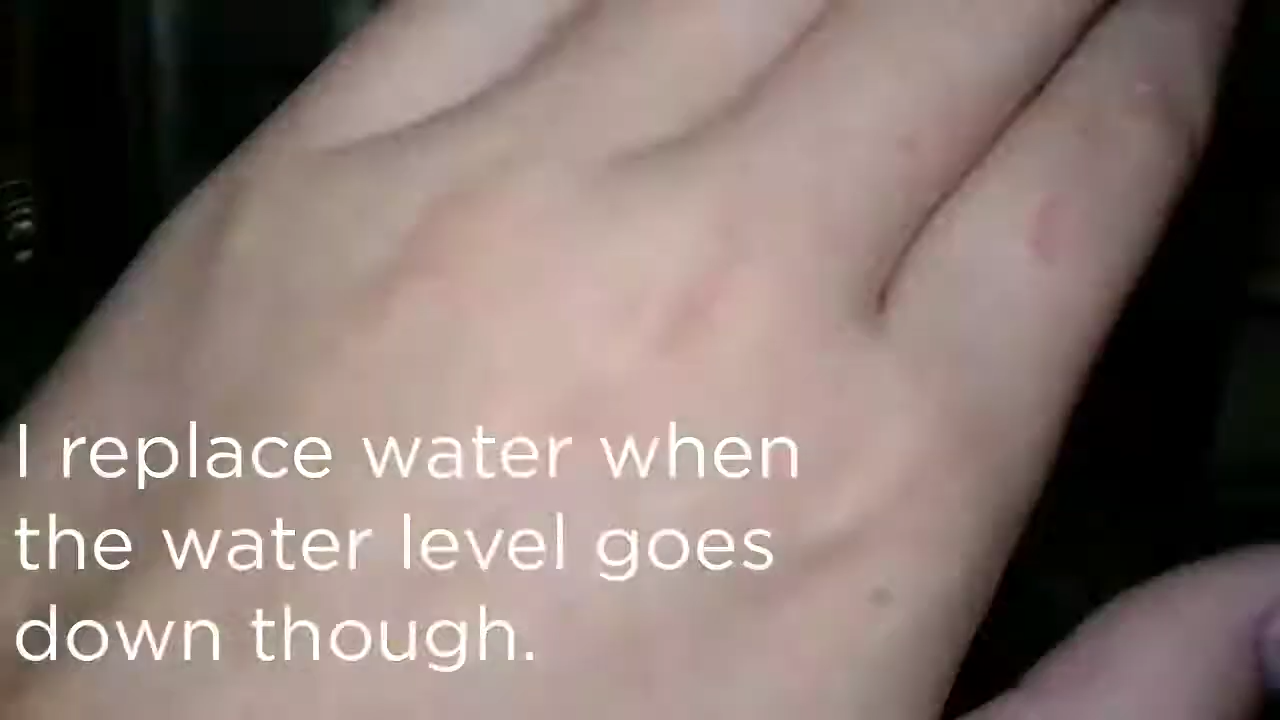 I replace water when
the water level goes
down though.